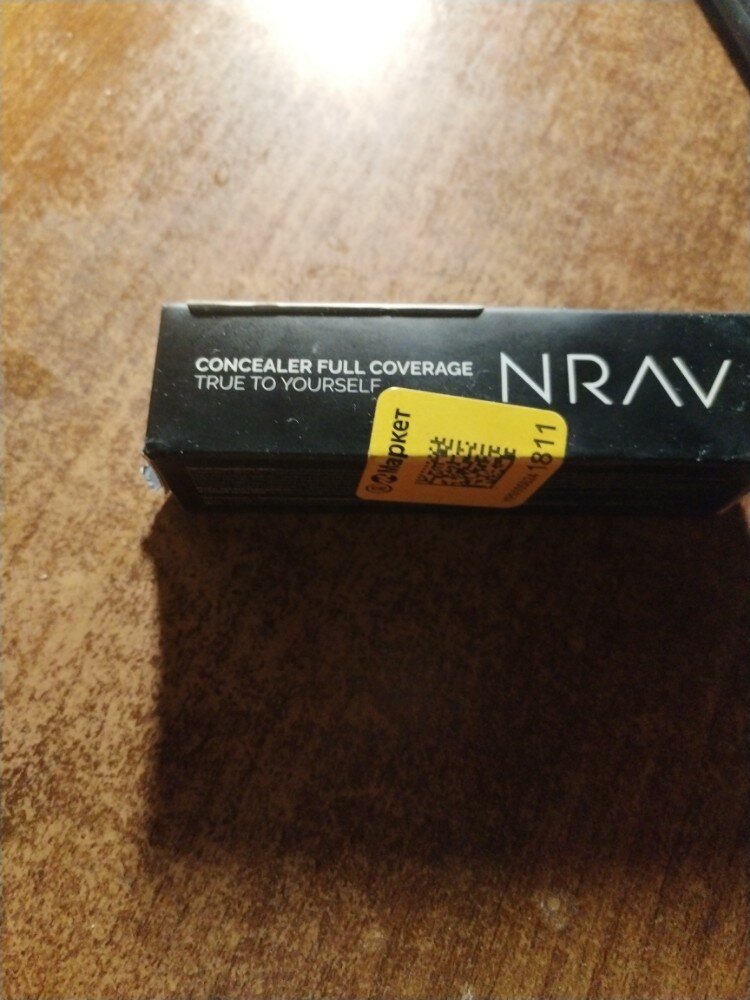 CONCEALER FULL COVERAGE
TRUE TO YOURSELF
NRAV
Маркет
1811